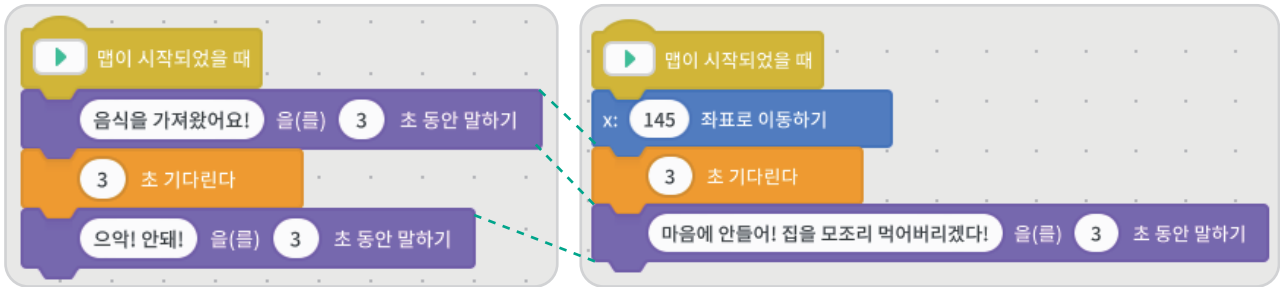 맵이 시작되었을 때
음식을 가져왔어요! 을(를) 3 초 동안 말하기
3 초 기다린다
으악! 안돼! 을(를) 3 초 동안 말하기
맵이 시작되었을 때
x: 145 좌표로 이동하기
3 초 기다린다
마음에 안들어! 집을 모조리 먹어버리겠다! 을(를) 3 초 동안 말하기